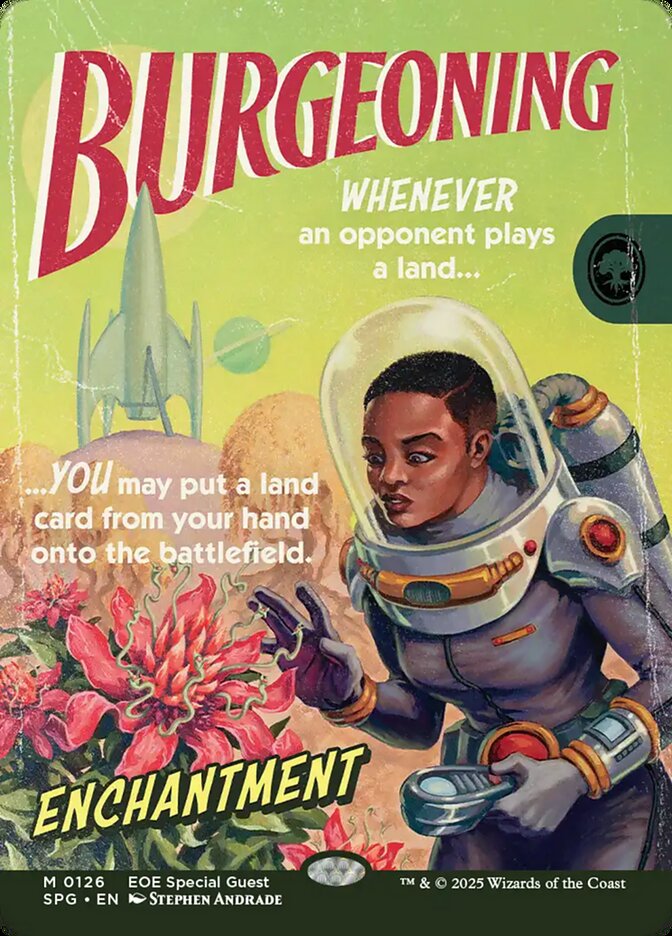 BURGEONING
WHENEVER
an opponent plays
a land...
...YOU may put a land
card from your hand
onto the battlefield.
ENCHANTMENT
M 0126 EOE Special Guest
SPG • EN STEPHEN ANDRADE
™ & © 2025 Wizards of the Coast